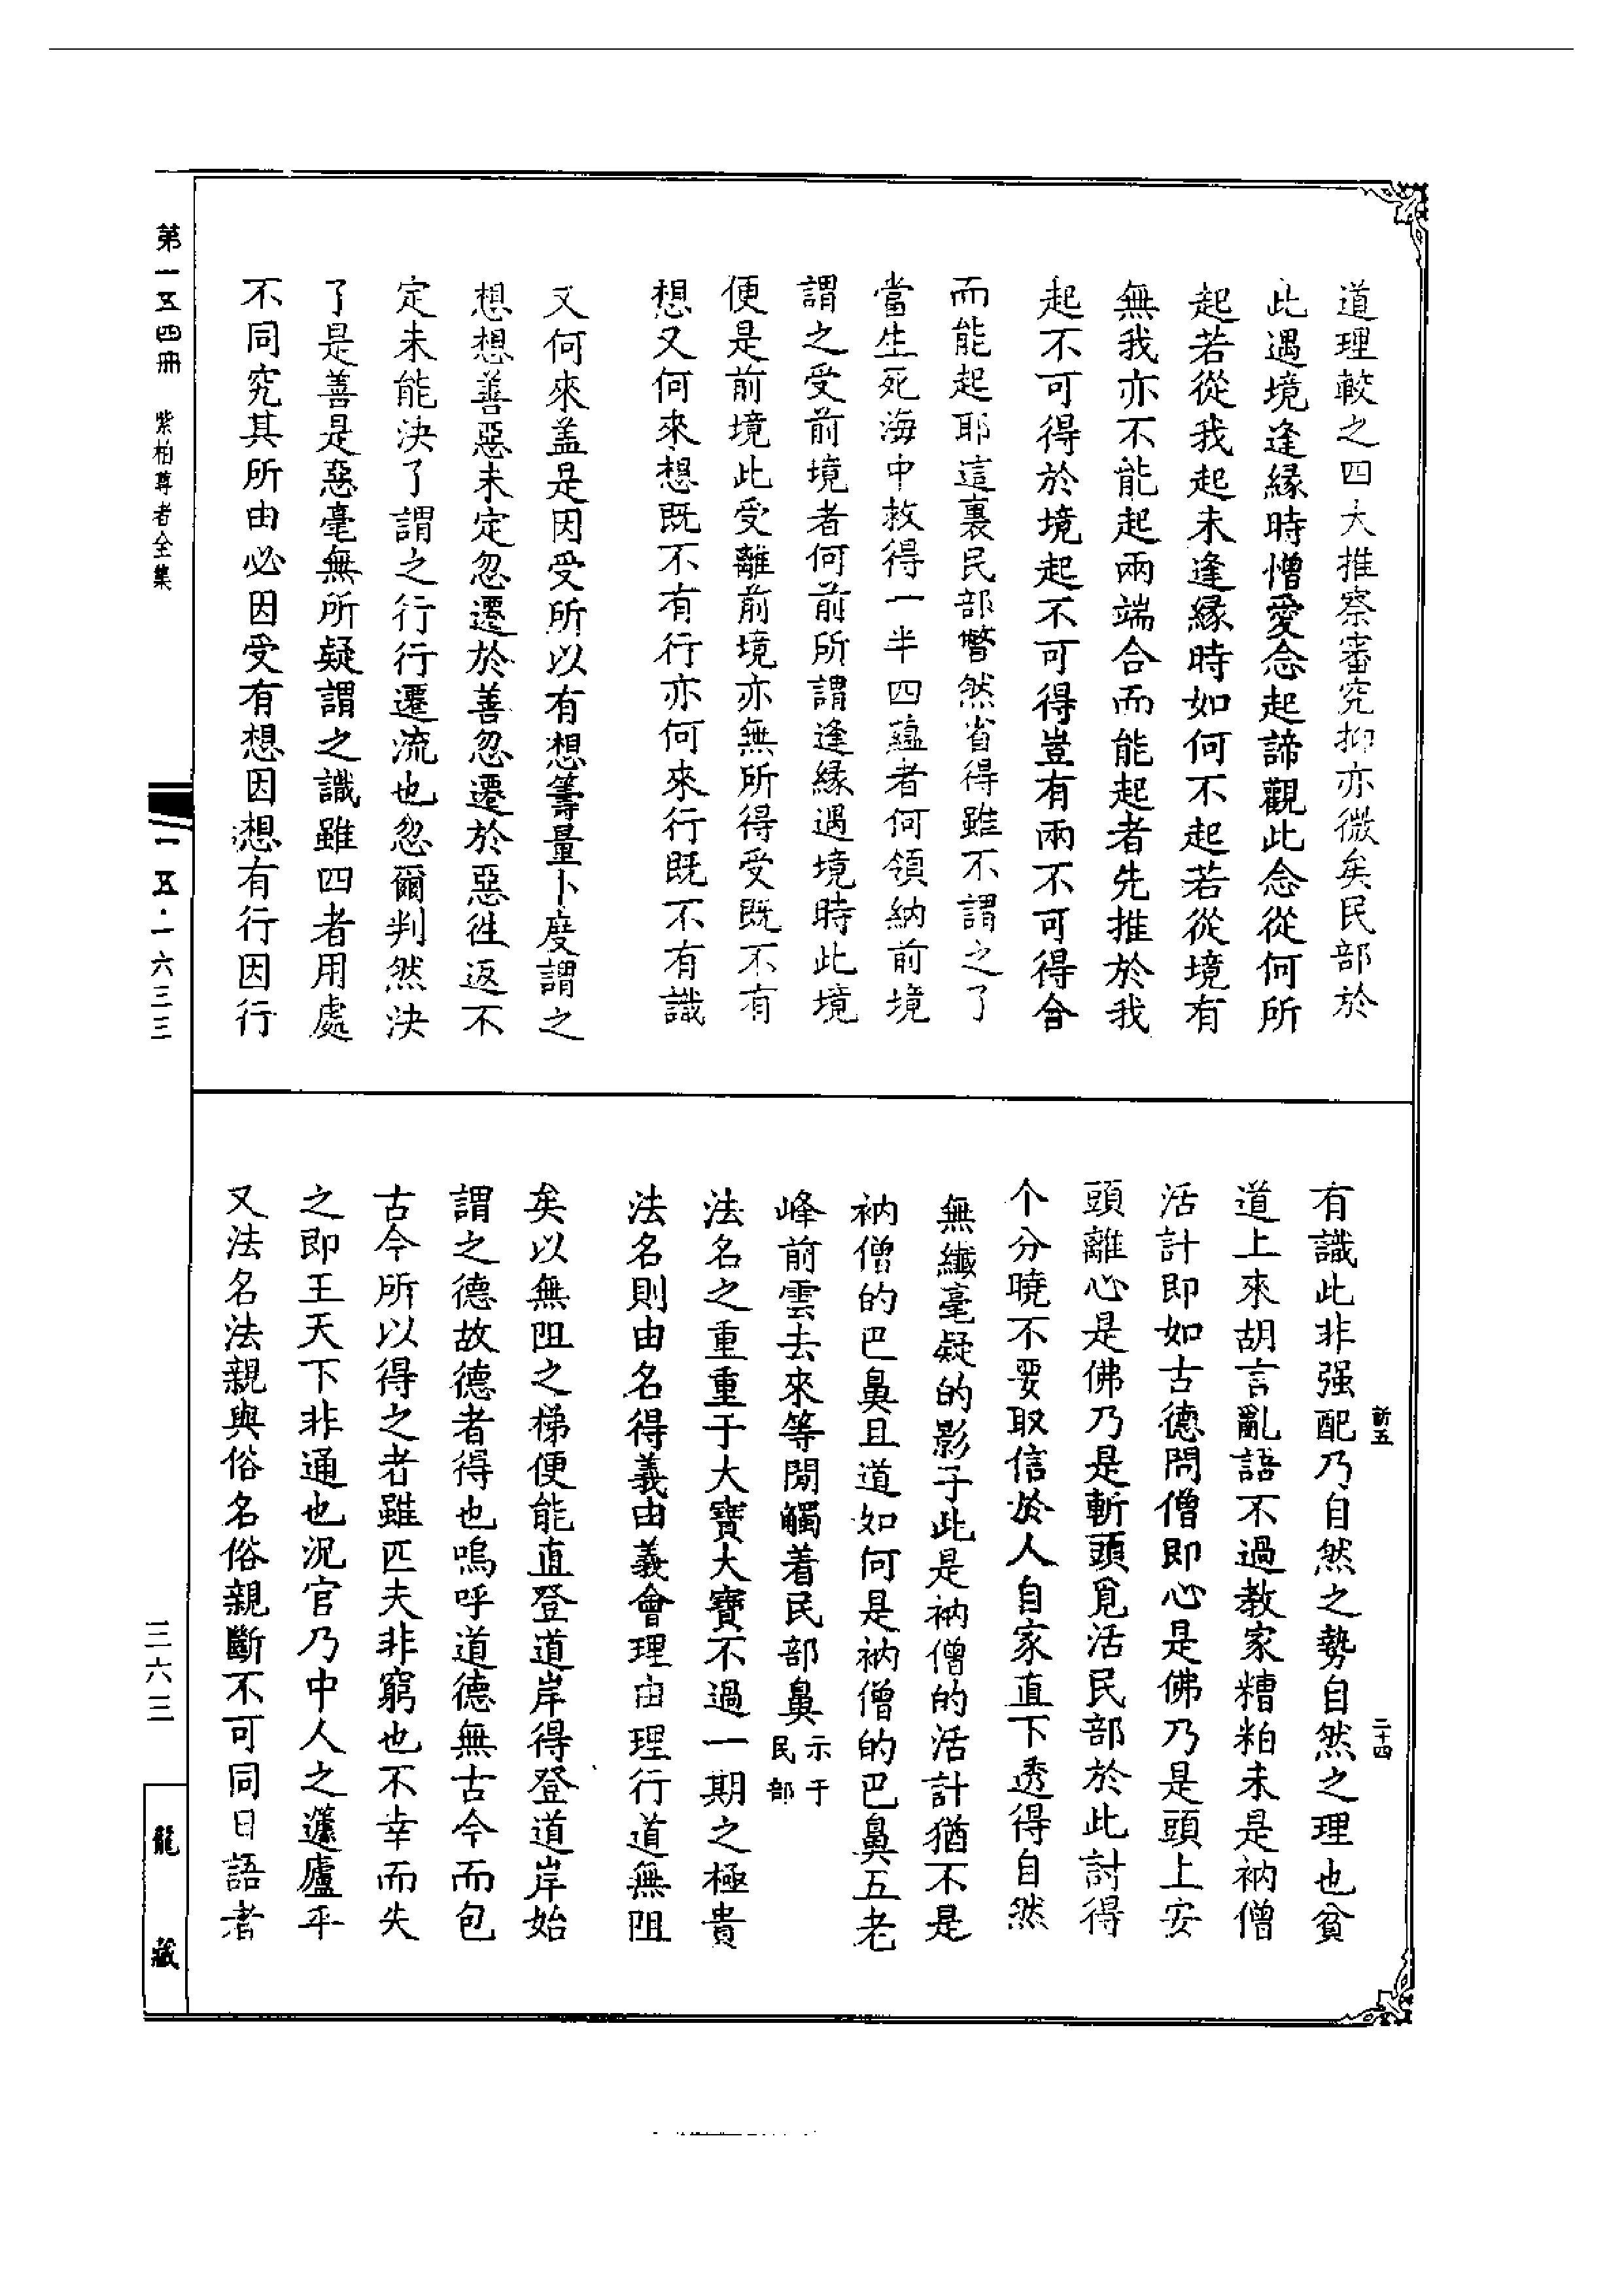 道理較之四大推察審究抑亦微矣民部於
此遇境逢緣時憎愛念起諦觀此念從何所
起若從我起未逢緣時如何不起若從境有
無我亦不能起兩端合而能起者先推於我
起不可得於境起不可得豈有兩不可得合
而能起耶這裏民部瞥然省得雖不謂之了
當生死海中救得一半四蘊者何領納前境
謂之受前境者何前所謂逢緣遇境時此境
便是前境此受離前境亦無所得受既不有
想又何來想既不有行亦何來行既不有識
又何來蓋是因受所以有想籌量卜度謂之
想想善惡未定忽遷於善忽遷於惡徃返不
定未能決了謂之行行遷流也忽爾判然決
了是善是惡毫無所疑謂之識雖四者用處
不同究其所由必因受有想因想有行因行
有識此非强配乃自然之勢自然之理也貧
道上來胡言亂語不過教家糟粕未是衲僧
活計即如古德問僧即心是佛乃是頭上安
頭離心是佛乃是斬頭覓活民部於此討得
个分曉不要取信於人自家直下透得自然
無纖毫疑的影子此是衲僧的活計猶不是
衲僧的巴鼻且道如何是衲僧的巴鼻五老
峰前雲去來等閒觸着民部鼻示于民部
法名之重重于大寶大寶不過一期之極貴
法名則由名得義由義會理由理行道無阻
矣以無阻之梯便能直登道岸得登道岸始
謂之德故德者得也嗚呼道德無古今而包
古今所以得之者雖匹夫非窮也不幸而失
之即王天下非通也況官乃中人之蘧廬乎
又法名法親與俗名俗親斷不可同日語者
新五
二十四
第一五四冊
紫柏尊者全集
一五·一六三三
三六三
龍藏